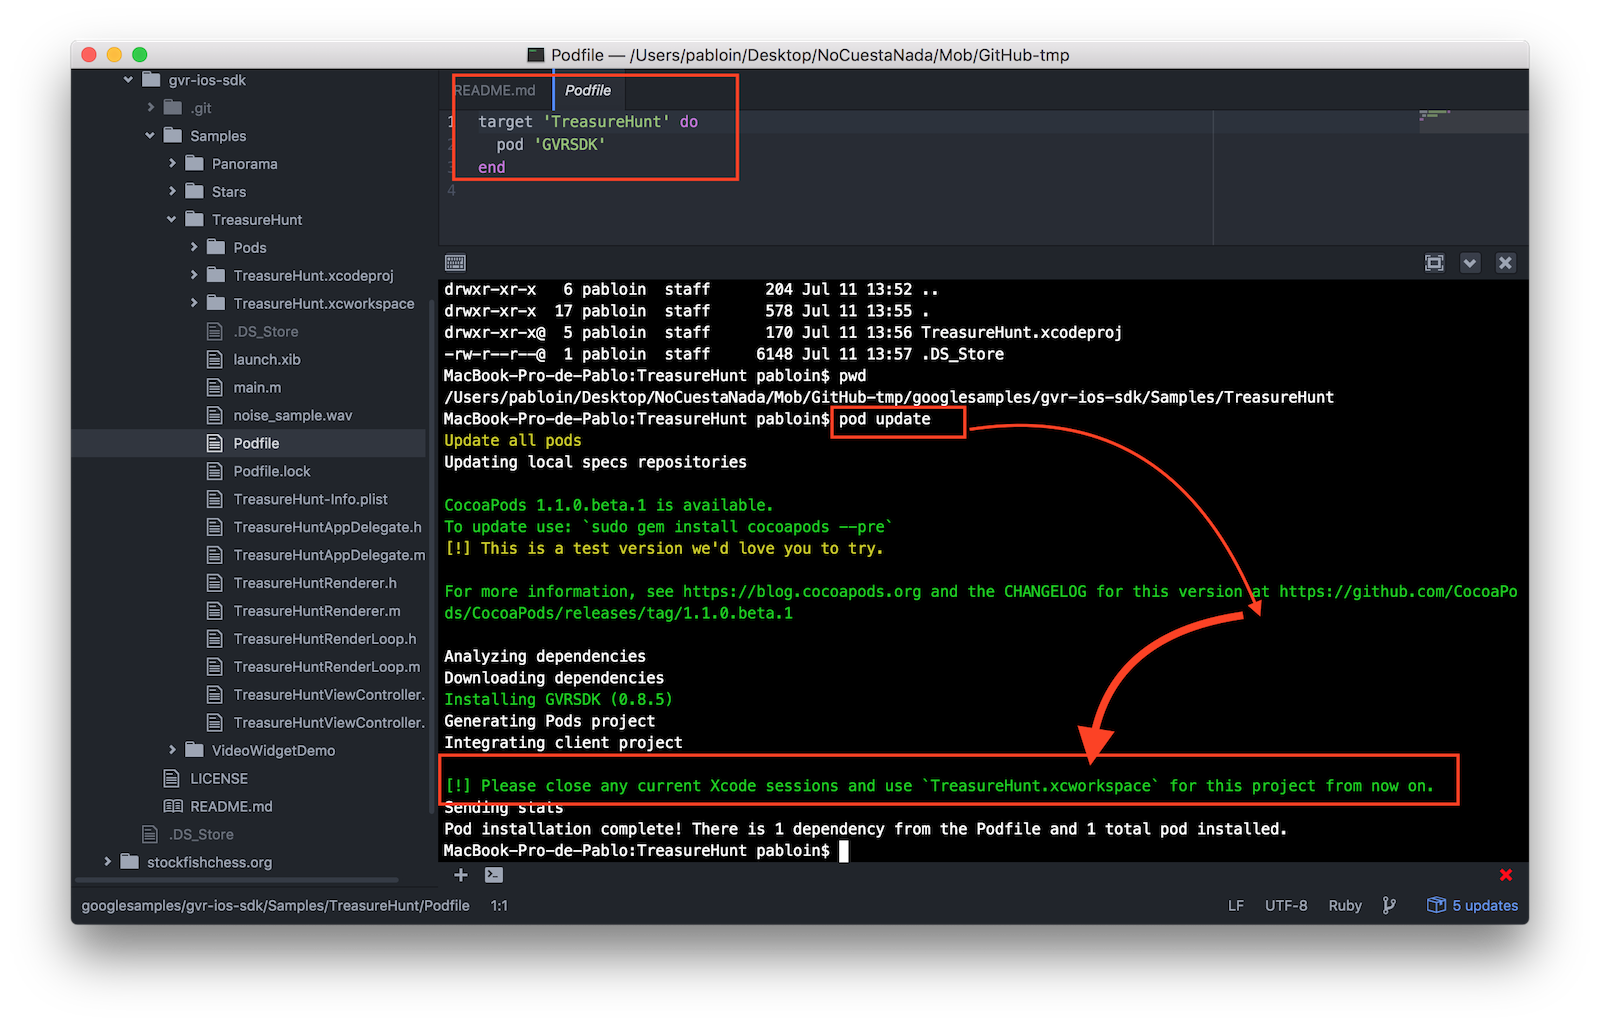 Podfile — /Users/pabloin/Desktop/NoCuestaNada/Mob/GitHub-tmp
gvr-ios-sdk
.git
Samples
Panorama
Stars
TreasureHunt
Pods
TreasureHunt.xcodeproj
TreasureHunt.xcworkspace
.DS_Store
launch.xib
main.m
noise_sample.wav
Podfile
Podfile.lock
TreasureHunt-Info.plist
TreasureHuntAppDelegate.h
TreasureHuntAppDelegate.m
TreasureHuntRenderer.h
TreasureHuntRenderer.m
TreasureHuntRenderLoop.h
TreasureHuntRenderLoop.m
TreasureHuntViewController.
TreasureHuntViewController.
VideoWidgetDemo
LICENSE
README.md
.DS_Store
stockfishchess.org
README.md Podfile
1 target 'TreasureHunt' do
2 pod 'GVRSDK'
3 end
4
drwxr-xr-x 6 pabloin staff 204 Jul 11 13:52 ..
drwxr-xr-x 17 pabloin staff 578 Jul 11 13:55 .
drwxr-xr-x@ 5 pabloin staff 170 Jul 11 13:56 TreasureHunt.xcodeproj
-rw-r--r--@ 1 pabloin staff 6148 Jul 11 13:57 .DS_Store
MacBook-Pro-de-Pablo:TreasureHunt pabloin$ pwd
/Users/pabloin/Desktop/NoCuestaNada/Mob/GitHub-tmp/googlesamples/gvr-ios-sdk/Samples/TreasureHunt
MacBook-Pro-de-Pablo:TreasureHunt pabloin$ pod update
Update all pods
Updating local specs repositories
CocoaPods 1.1.0.beta.1 is available.
To update use: `sudo gem install cocoapods --pre`
[!] This is a test version we'd love you to try.
For more information, see https://blog.cocoapods.org and the CHANGELOG for this version at https://github.com/CocoaPo
ds/CocoaPods/releases/tag/1.1.0.beta.1
Analyzing dependencies
Downloading dependencies
Installing GVRSDK (0.8.5)
Generating Pods project
Integrating client project
[!] Please close any current Xcode sessions and use `TreasureHunt.xcworkspace` for this project from now on.
Sending stats
Pod installation complete! There is 1 dependency from the Podfile and 1 total pod installed.
MacBook-Pro-de-Pablo:TreasureHunt pabloin$
googlesamples/gvr-ios-sdk/Samples/TreasureHunt/Podfile 1:1 LF UTF-8 Ruby 5 updates